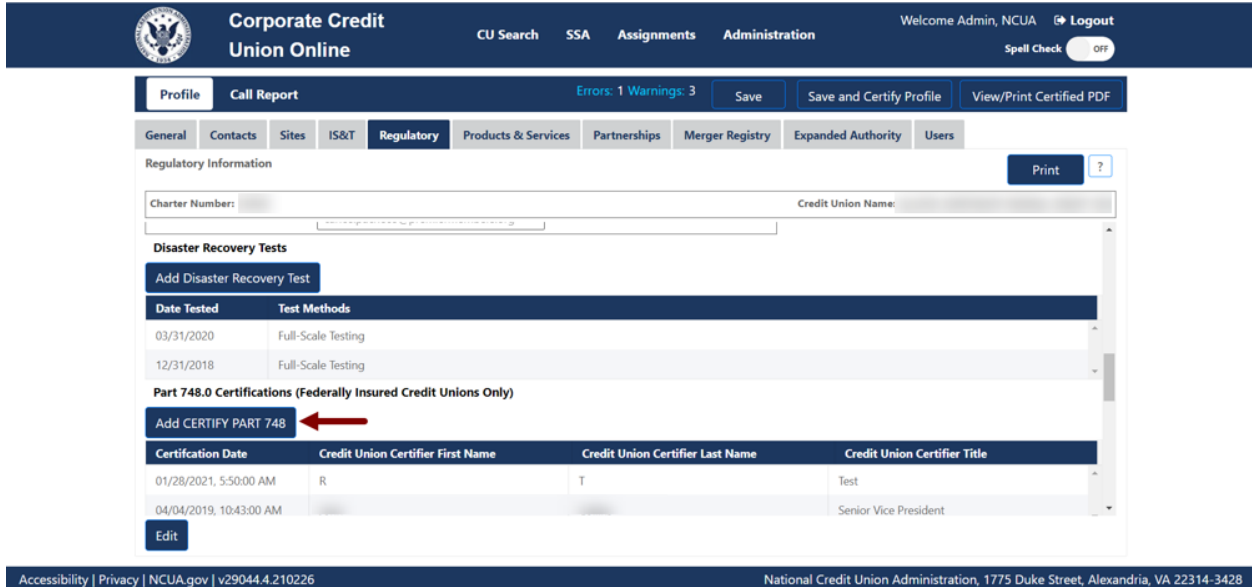 Corporate Credit Union Online
CU Search SSA Assignments Administration
Welcome Admin, NCUA Logout
Spell Check OFF
Profile Call Report Errors: 1 Warnings: 3 Save Save and Certify Profile View/Print Certified PDF
General Contacts Sites IS&T Regulatory Products & Services Partnerships Merger Registry Expanded Authority Users
Regulatory Information
Print ?
Charter Number: Credit Union Name:
Disaster Recovery Tests
Add Disaster Recovery Test
Date Tested Test Methods
03/31/2020 Full-Scale Testing
12/31/2018 Full-Scale Testing
Part 748.0 Certifications (Federally Insured Credit Unions Only)
Add CERTIFY PART 748
Certifcation Date Credit Union Certifier First Name Credit Union Certifier Last Name Credit Union Certifier Title
01/28/2021, 5:50:00 AM R T Test
04/04/2019, 10:43:00 AM Senior Vice President
Edit
Accessibility | Privacy | NCUA.gov | v29044.4.210226 National Credit Union Administration, 1775 Duke Street, Alexandria, VA 22314-3428